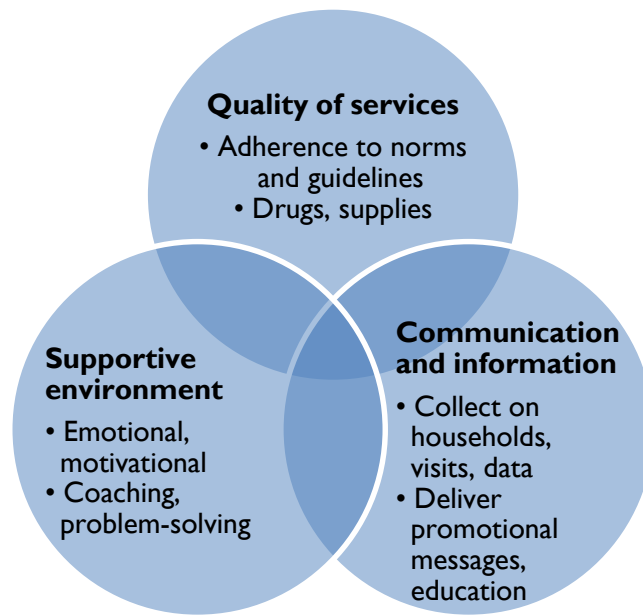 Quality of services
• Adherence to norms
and guidelines
• Drugs, supplies
Supportive
environment
• Emotional,
motivational
• Coaching,
problem-solving
Communication
and information
• Collect on
households,
visits, data
• Deliver
promotional
messages,
education